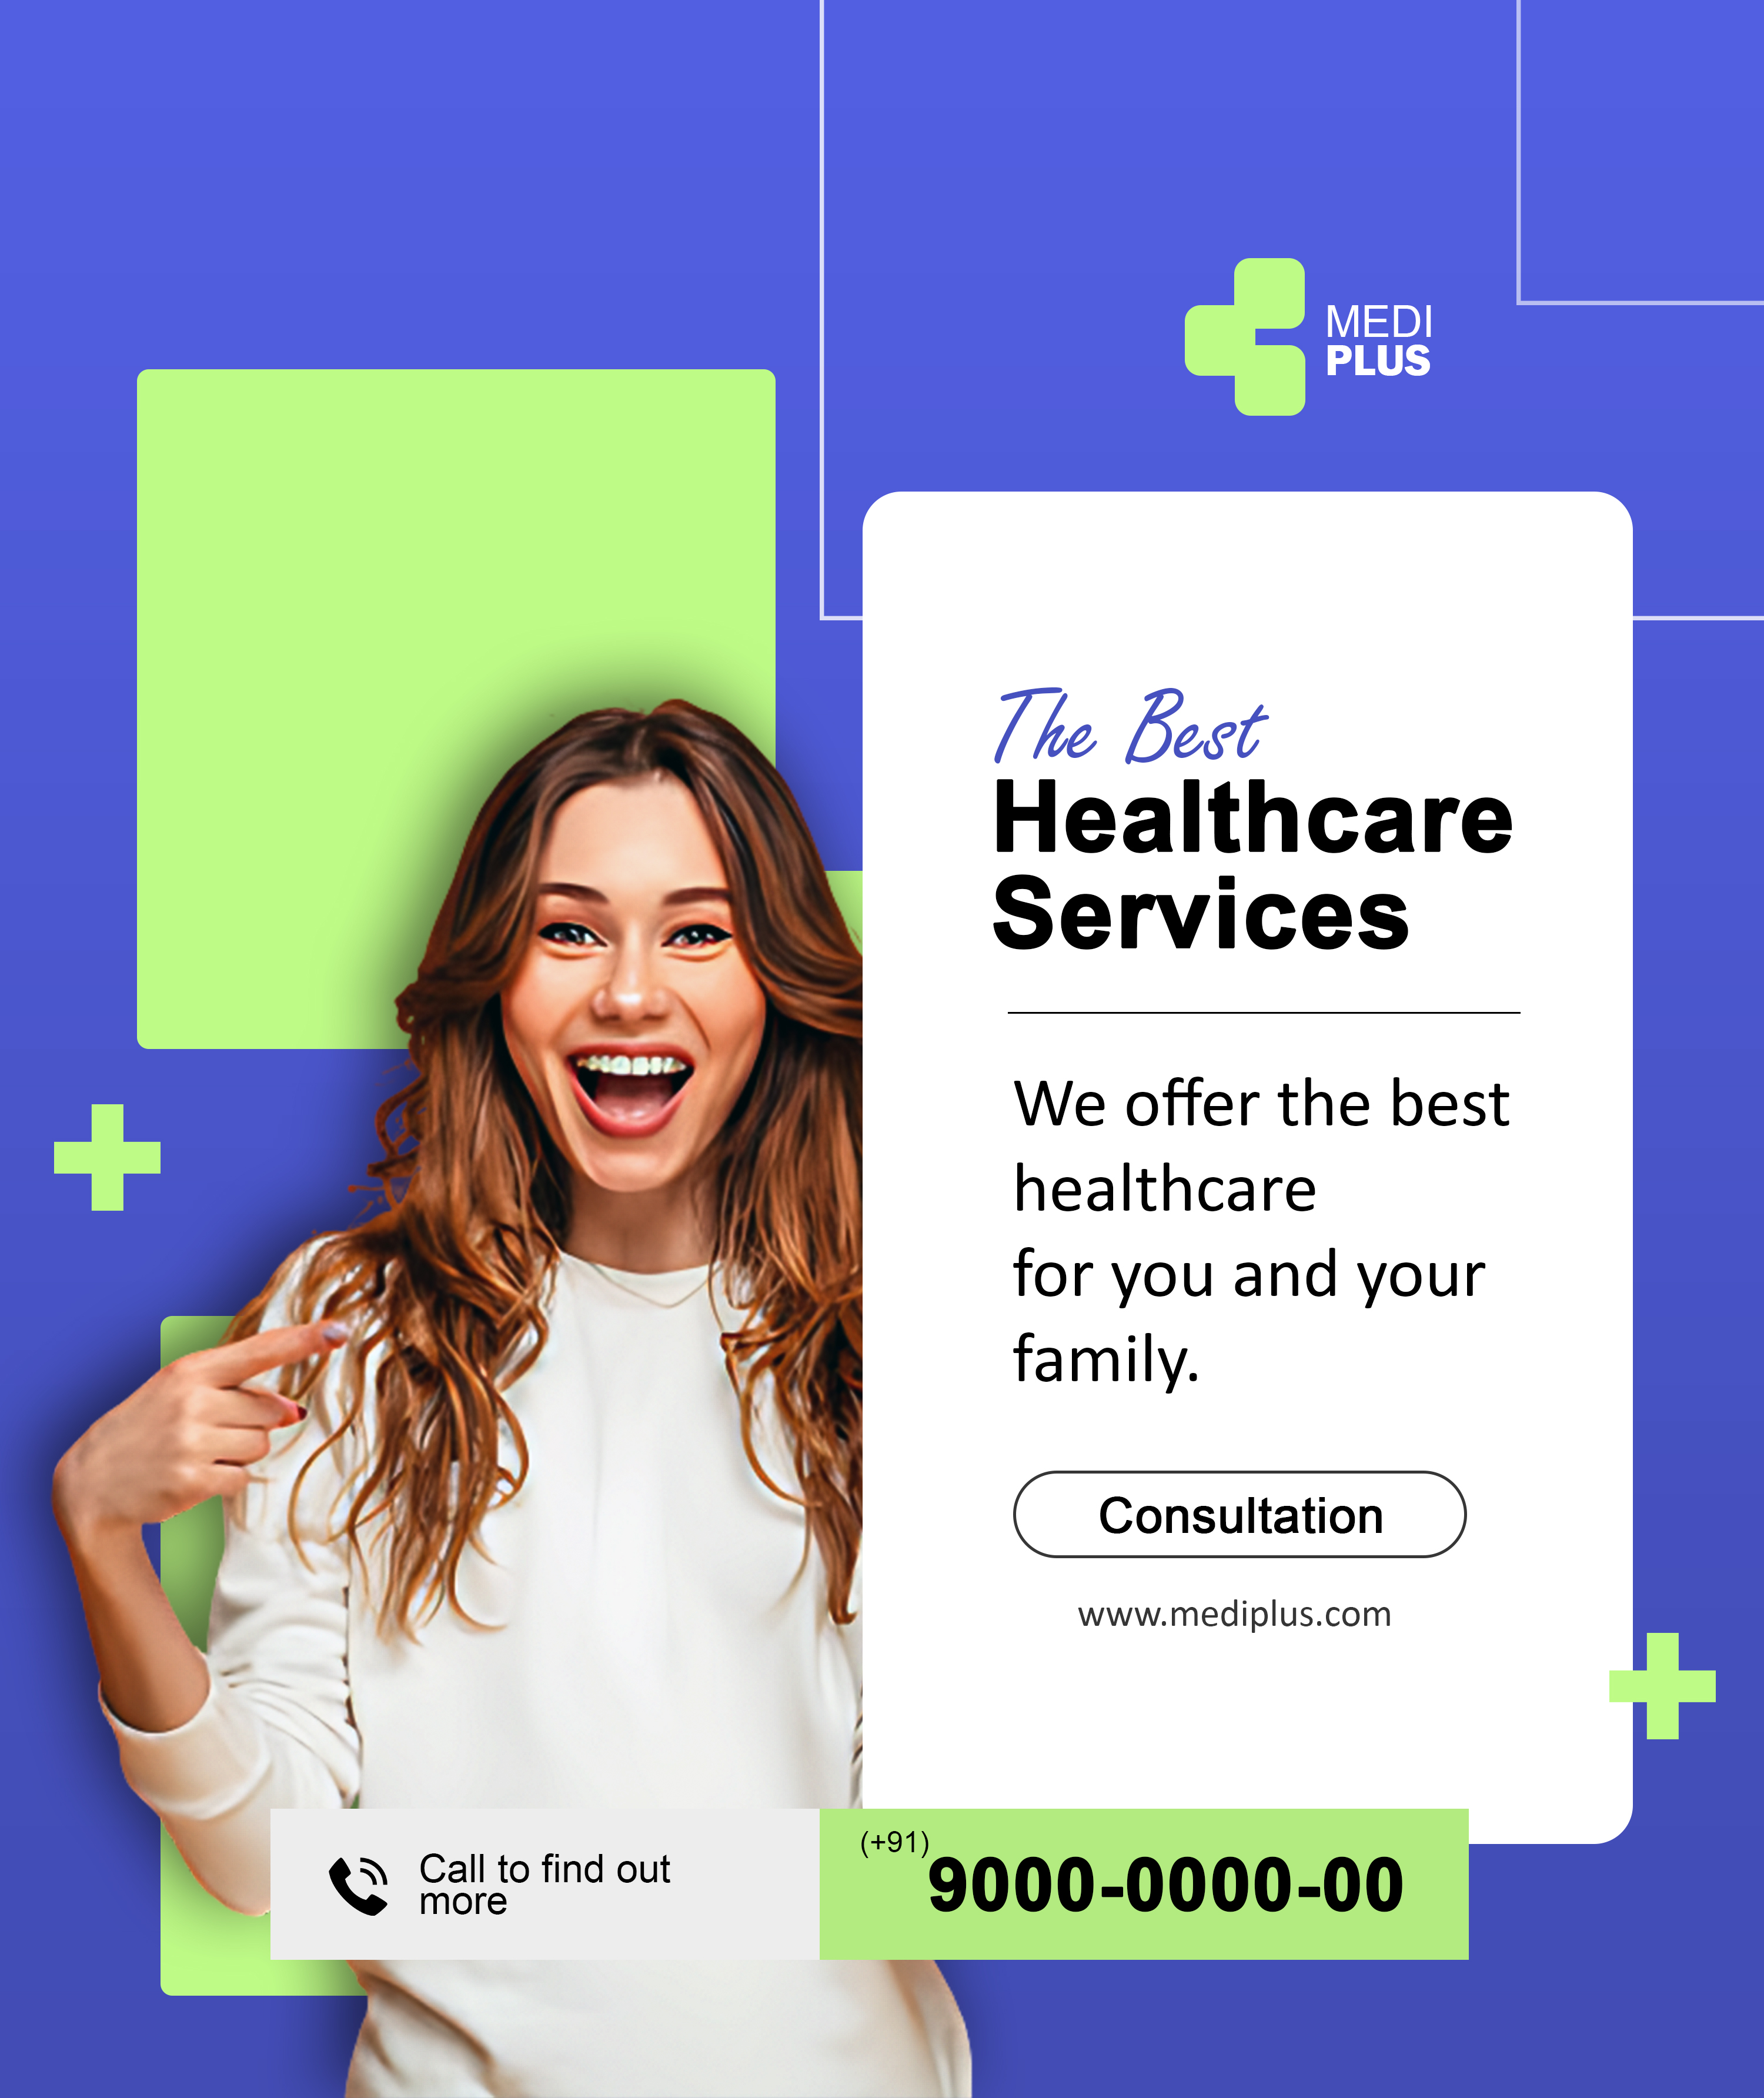 MEDI
PLUS
The Best
Healthcare
Services
We offer the best
healthcare
for you and your
family.
Consultation
www.mediplus.com
Call to find out
more
(+91)
9000-0000-00